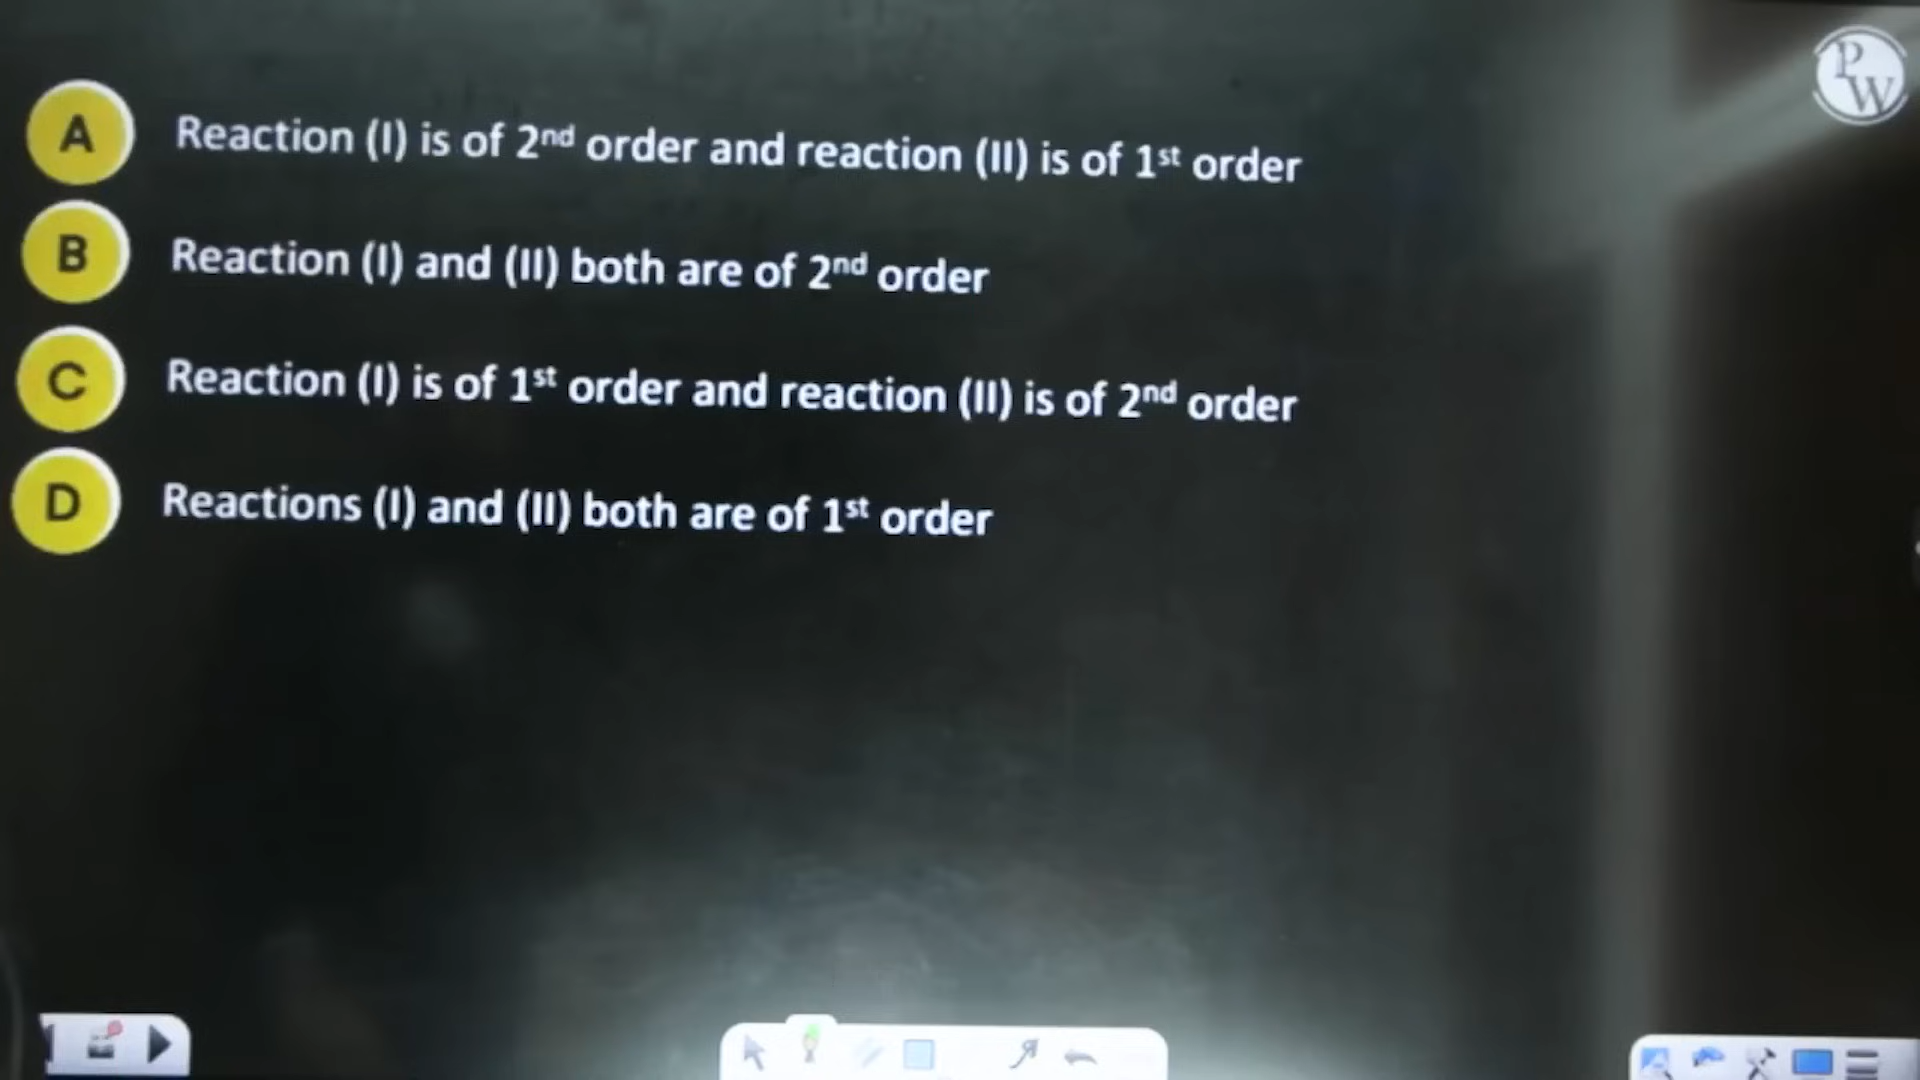 PW
A Reaction (I) is of 2nd order and reaction (II) is of 1st order
B Reaction (I) and (II) both are of 2nd order
C Reaction (I) is of 1st order and reaction (II) is of 2nd order
D Reactions (I) and (II) both are of 1st order